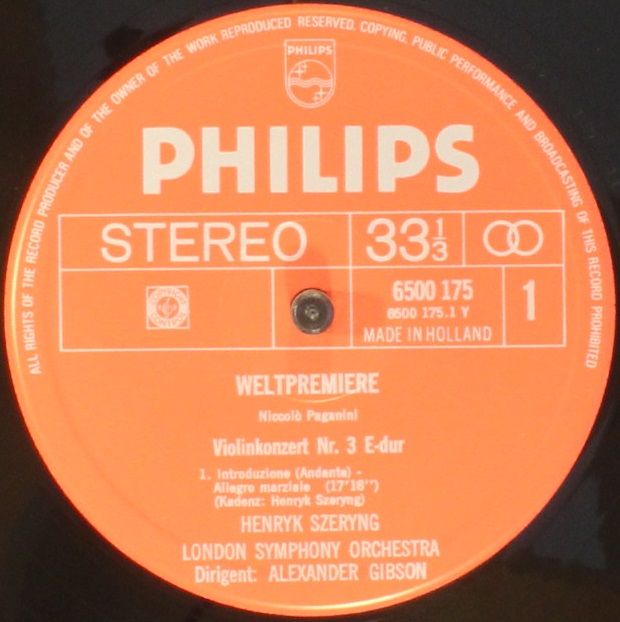 ALL RIGHTS OF THE RECORD PRODUCER AND OF THE OWNER OF THE WORK REPRODUCED RESERVED. COPYING, PUBLIC PERFORMANCE AND BROADCASTING OF THIS RECORD PROHIBITED
PHILIPS
PHILIPS
STEREO
33⅓
6500 175
6500 175.1 Y
MADE IN HOLLAND
1
WELTPREMIERE
Niccolò Paganini
Violinkonzert Nr. 3 E-dur
1. Introduzione (Andante) -
Allegro marziale (17'18'')
(Kadenz: Henryk Szeryng)
HENRYK SZERYNG
LONDON SYMPHONY ORCHESTRA
Dirigent: ALEXANDER GIBSON